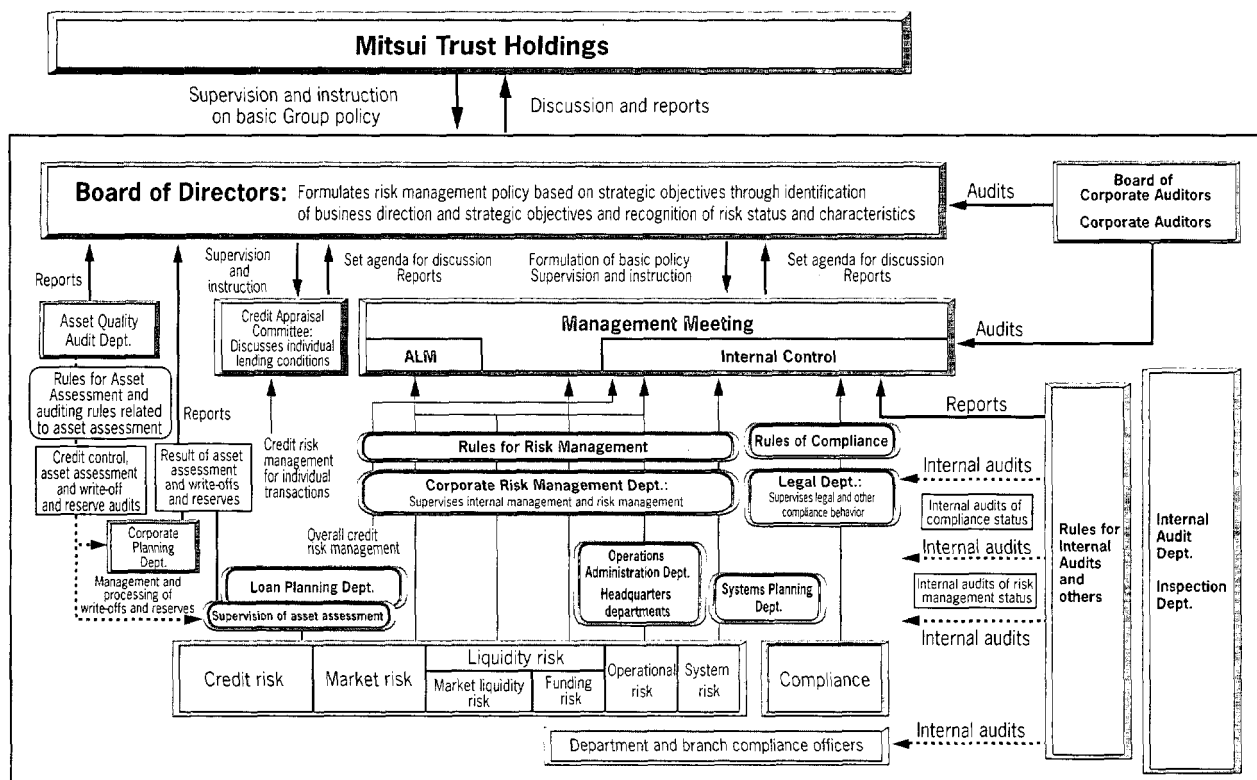 Mitsui Trust Holdings
Supervision and instruction
on basic Group policy
Discussion and reports
Board of Directors: Formulates risk management policy based on strategic objectives through identification
of business direction and strategic objectives and recognition of risk status and characteristics
Audits
Board of
Corporate Auditors
Corporate Auditors
Reports
Supervision
and
instruction
Set agenda for discussion
Reports
Formulation of basic policy
Supervision and instruction
Set agenda for discussion
Reports
Asset Quality
Audit Dept.
Credit Appraisal
Committee:
Discusses individual
lending conditions
Management Meeting
ALM
Internal Control
Audits
Rules for Asset
Assessment and
auditing rules related
to asset assessment
Reports
Reports
Credit control,
asset assessment
and write-off
and reserve audits
Result of asset
assessment
and write-offs
and reserves
Credit risk
management
for individual
transactions
Rules for Risk Management
Rules of Compliance
Corporate Risk Management Dept.:
Supervises internal management and risk management
Legal Dept.:
Supervises legal and other
compliance behavior
Internal audits
Internal audits of
compliance status
Internal audits
Internal audits of risk
management status
Internal audits
Rules for
Internal
Audits
and
others
Internal
Audit
Dept.
Inspection
Dept.
Corporate
Planning
Dept.
Management and
processing of
write-offs and reserves
Overall credit
risk management
Loan Planning Dept.
Supervision of asset assessment
Operations
Administration Dept.
Headquarters
departments
Systems Planning
Dept.
Credit risk
Market risk
Liquidity risk
Market liquidity
risk
Funding
risk
Operational
risk
System
risk
Compliance
Department and branch compliance officers
Internal audits